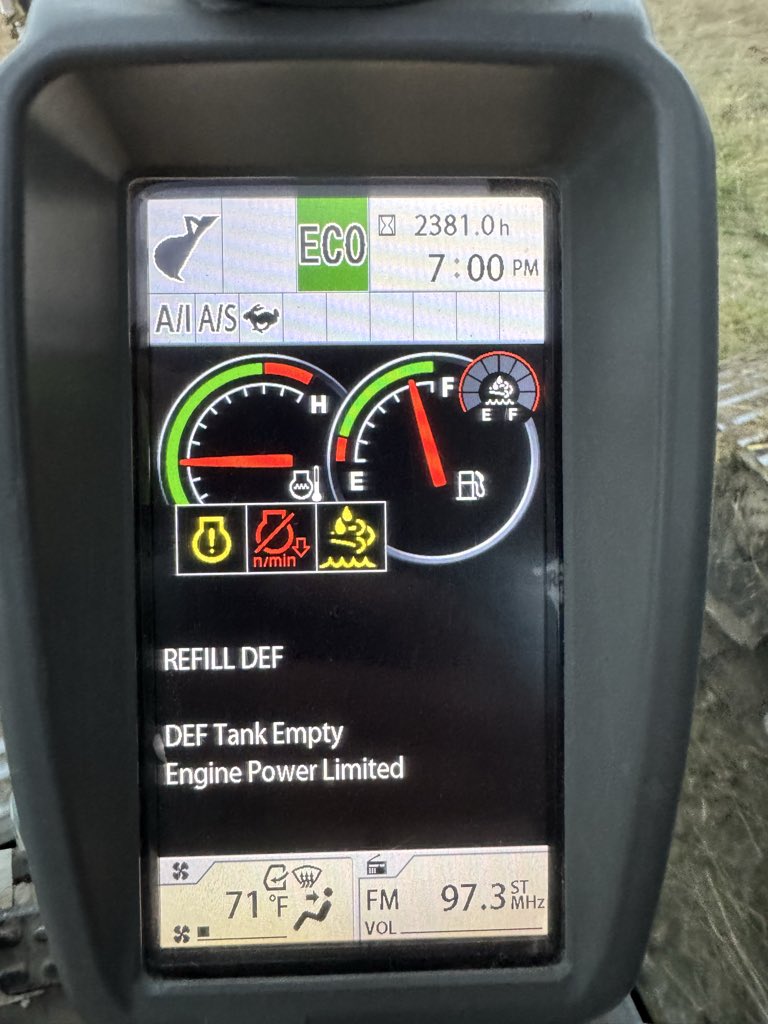 ECO
2381.0h
7:00 PM
A/I A/S
H
F
E
E F
n/min
REFILL DEF
DEF Tank Empty
Engine Power Limited
71°F
FM 97.3 ST MHz
VOL